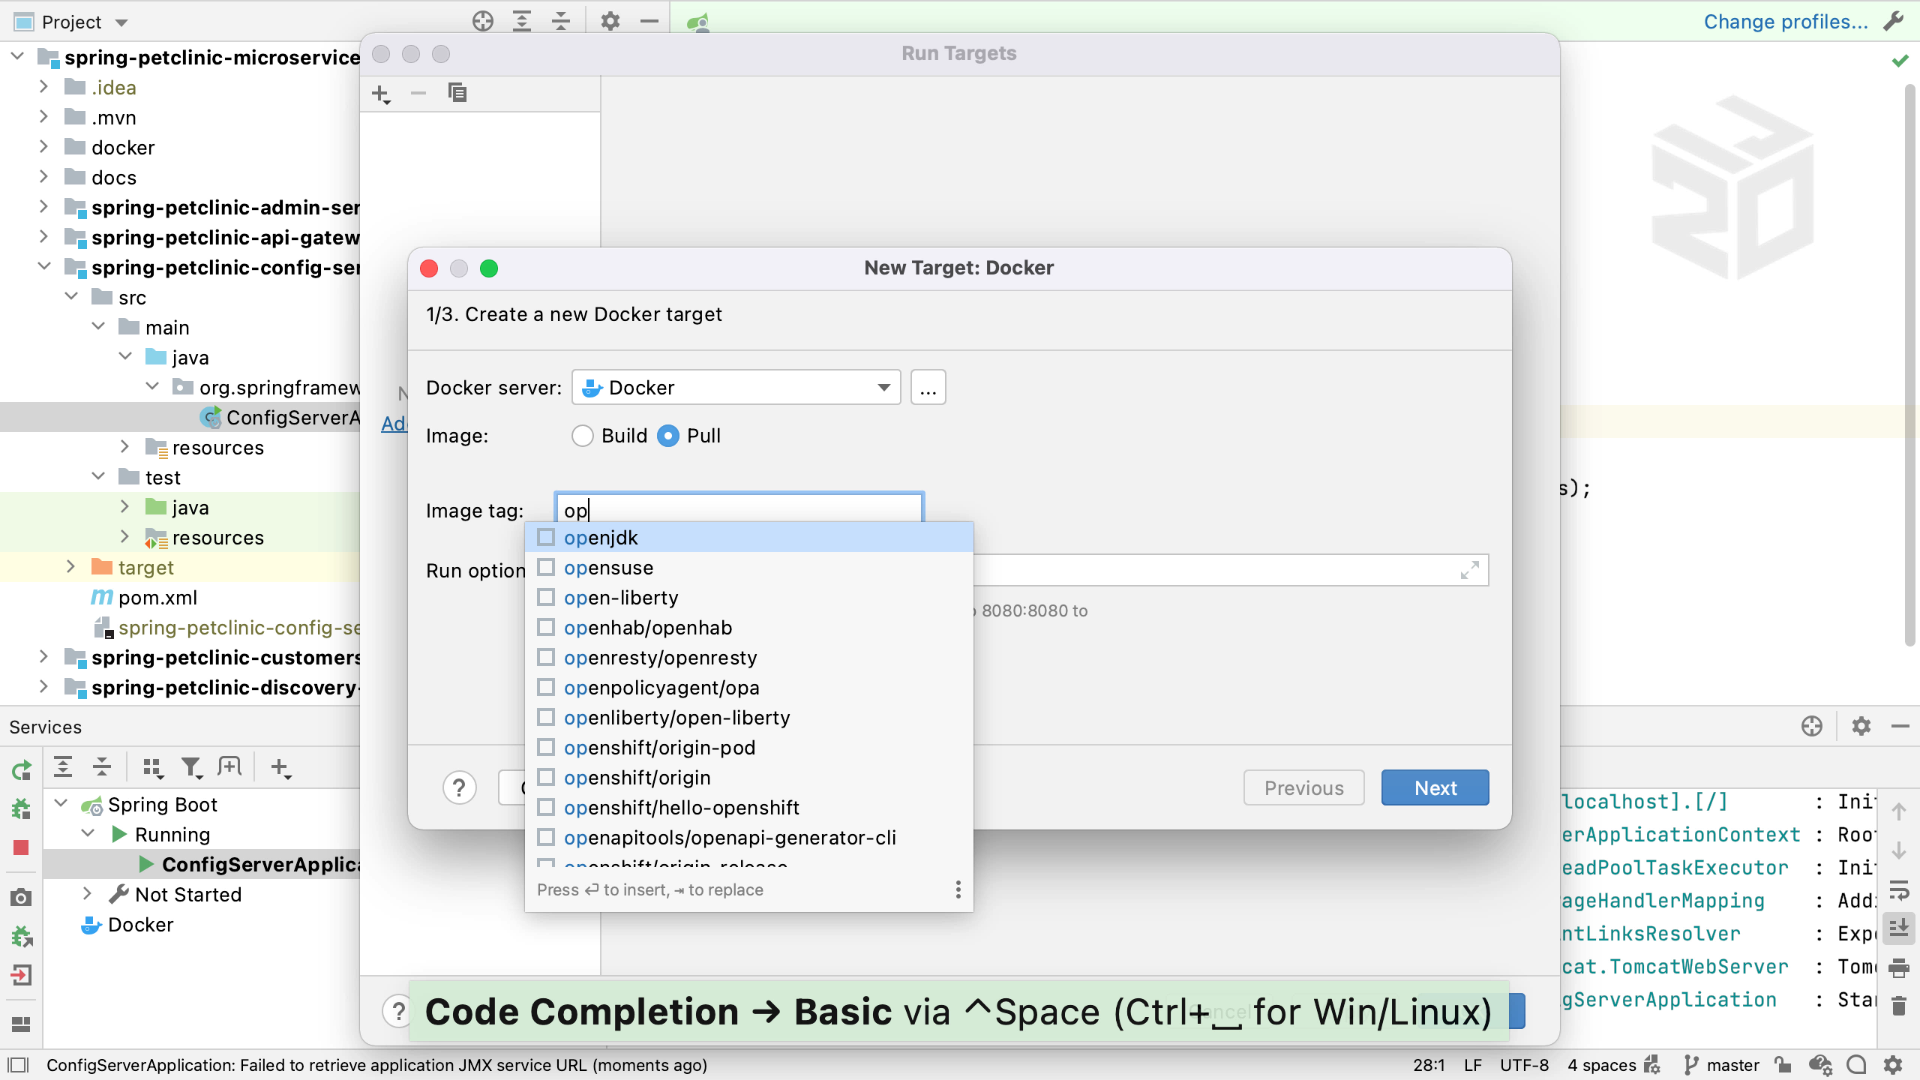 Project
Change profiles...
Run Targets
spring-petclinic-microservice
.idea
.mvn
docker
docs
spring-petclinic-admin-ser
spring-petclinic-api-gatew
spring-petclinic-config-ser
src
main
java
org.springframew
ConfigServerA
resources
test
java
resources
target
pom.xml
spring-petclinic-config-se
spring-petclinic-customers
spring-petclinic-discovery-
Ad
s);
New Target: Docker
1/3. Create a new Docker target
Docker server: Docker ...
Image: Build Pull
Image tag: op
Run option
8080:8080 to
openjdk
opensuse
open-liberty
openhab/openhab
openresty/openresty
openpolicyagent/opa
openliberty/open-liberty
openshift/origin-pod
openshift/origin
openshift/hello-openshift
openapitools/openapi-generator-cli
openshift/origin-release
Press ⏎ to insert, ⇥ to replace
?
Previous
Next
Services
Spring Boot
Running
ConfigServerApplica
Not Started
Docker
localhost].[/] : Ini
erApplicationContext : Roo
eadPoolTaskExecutor : Ini
ageHandlerMapping : Add
ntLinksResolver : Exp
cat.TomcatWebServer : Tom
gServerApplication : Sta
?
Code Completion → Basic via ^Space (Ctrl+␣ for Win/Linux)
ConfigServerApplication: Failed to retrieve application JMX service URL (moments ago)
28:1 LF UTF-8 4 spaces master